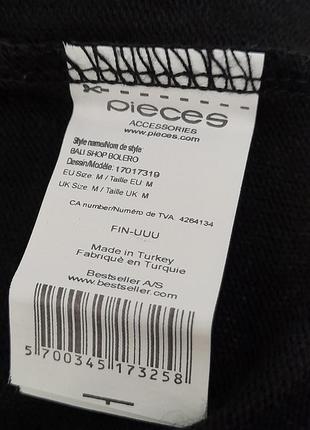 pieces
ACCESSORIES
www.pieces.com
Style name/Nom de style:
BALI SHOP BOLERO
Dessin/Modéle: 17017319
EU Size: M / Taille EU M
UK Size: M / Taille UK M
CA number/Numéro de TVA 4264134
FIN-UUU
Made in Turkey
Fabriqué en Turquie
Bestseller A/S
www.bestseller.com
5 700345 173258